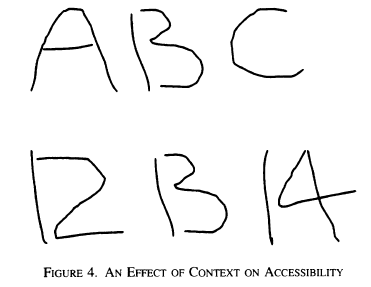 A B C
12 13 14
FIGURE 4. AN EFFECT OF CONTEXT ON ACCESSIBILITY